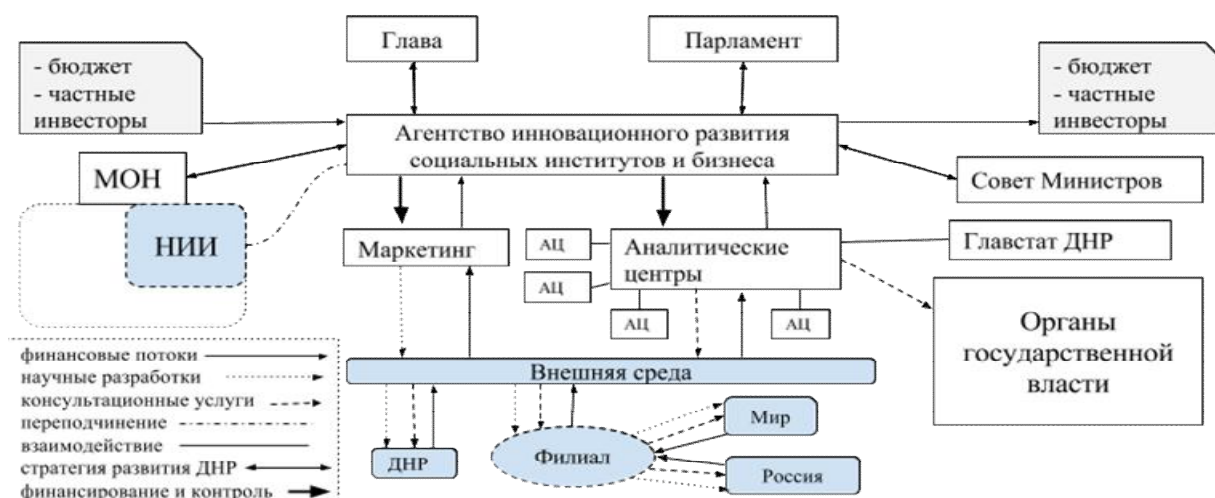 Глава
Парламент
- бюджет
- частные
инвесторы
- бюджет
- частные
инвесторы
Агентство инновационного развития
социальных институтов и бизнеса
МОН
Совет Министров
НИИ
Маркетинг
АЦ
Аналитические
центры
Главстат ДНР
АЦ
АЦ
АЦ
Органы
государственной
власти
финансовые потоки
научные разработки
консультационные услуги
переподчинение
взаимодействие
стратегия развития ДНР
финансирование и контроль
Внешняя среда
ДНР
Филиал
Мир
Россия